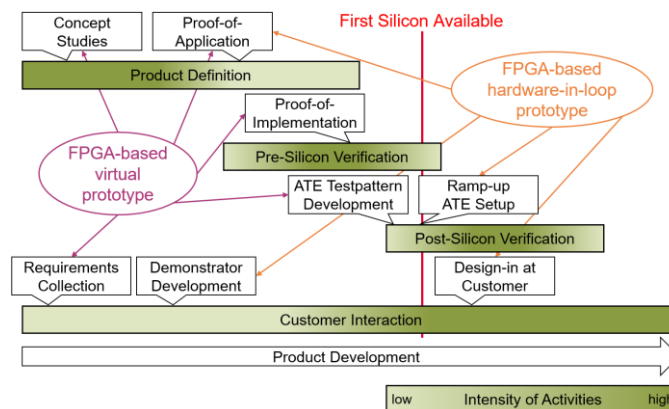 First Silicon Available
Concept
Studies
Proof-of-
Application
Product Definition
FPGA-based
hardware-in-loop
prototype
Proof-of-
Implementation
FPGA-based
virtual
prototype
Pre-Silicon Verification
ATE Testpattern
Development
Ramp-up
ATE Setup
Post-Silicon Verification
Requirements
Collection
Demonstrator
Development
Design-in at
Customer
Customer Interaction
Product Development
low Intensity of Activities high